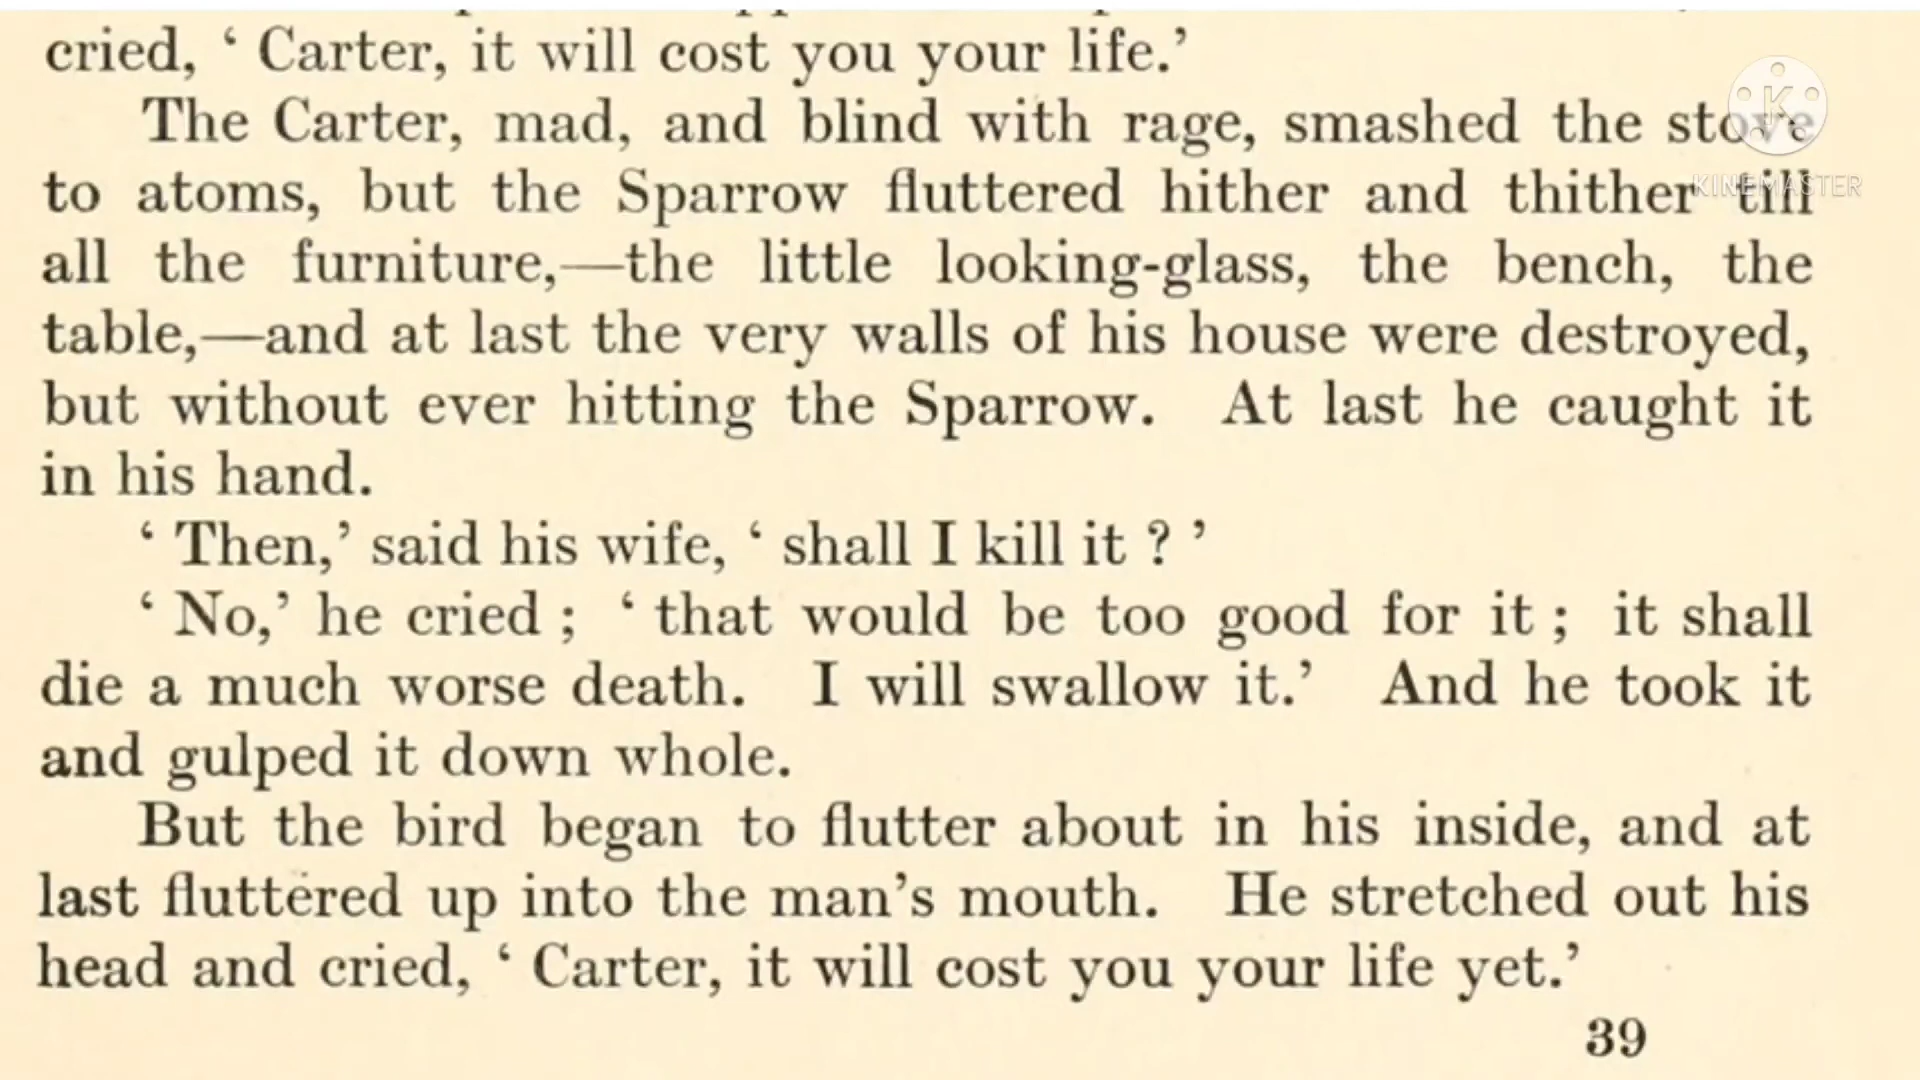 cried, ‘ Carter, it will cost you your life.’
The Carter, mad, and blind with rage, smashed the stove
to atoms, but the Sparrow fluttered hither and thither till
all the furniture,—the little looking-glass, the bench, the
table,—and at last the very walls of his house were destroyed,
but without ever hitting the Sparrow. At last he caught it
in his hand.
‘ Then,’ said his wife, ‘ shall I kill it ? ’
‘ No,’ he cried ; ‘ that would be too good for it ; it shall
die a much worse death. I will swallow it.’ And he took it
and gulped it down whole.
But the bird began to flutter about in his inside, and at
last fluttered up into the man’s mouth. He stretched out his
head and cried, ‘ Carter, it will cost you your life yet.’
39
K
KINEMASTER